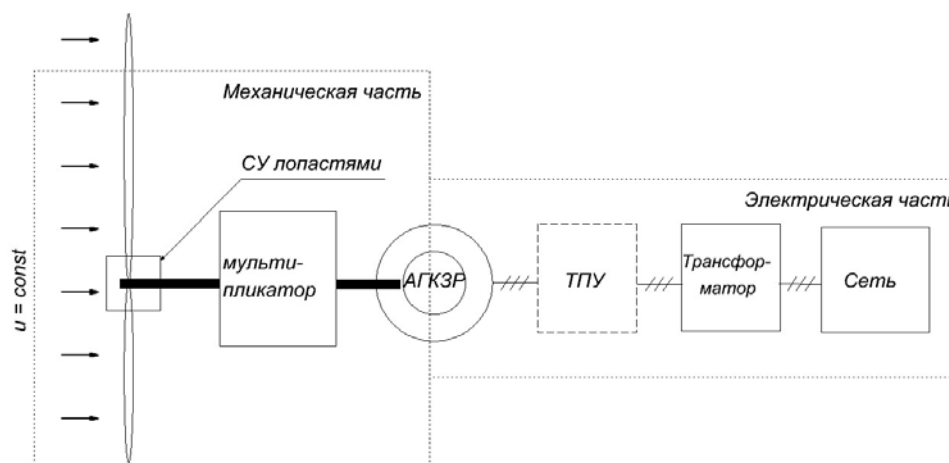 Механическая часть
СУ лопастями
Электрическая часть
мульти-
пликатор
АГКЗР
ТПУ
Трансфор-
матор
Сеть
u = const